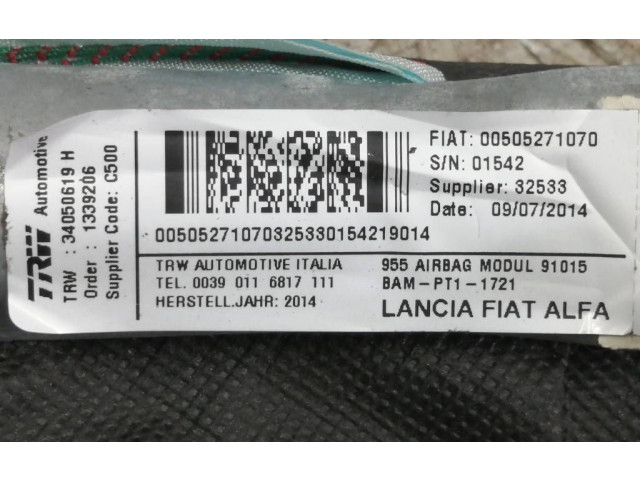 TRW Automotive
TRW : 34050619 H
Order : 1339206
Supplier Code: C500
FIAT: 00505271070
S/N: 01542
Supplier: 32533
Date: 09/07/2014
00505271070325330154219014
TRW AUTOMOTIVE ITALIA
TEL. 0039 011 6817 111
HERSTELL.JAHR: 2014
955 AIRBAG MODUL 91015
BAM-PT1-1721
LANCIA FIAT ALFA